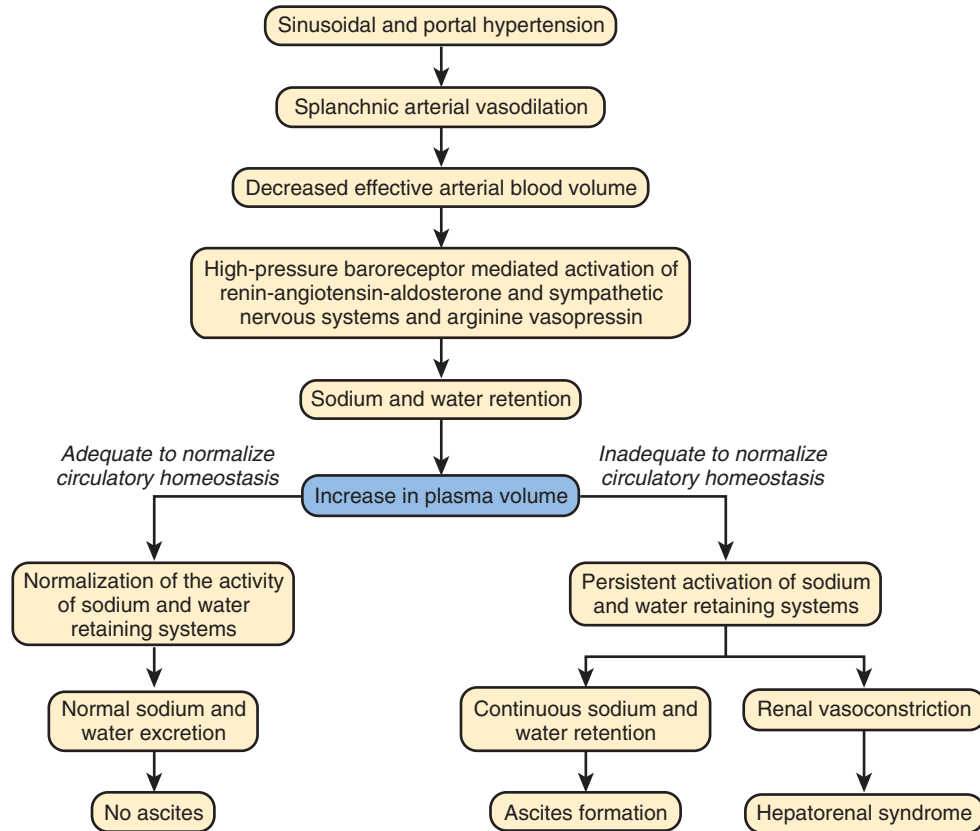 Sinusoidal and portal hypertension
Splanchnic arterial vasodilation
Decreased effective arterial blood volume
High-pressure baroreceptor mediated activation of
renin-angiotensin-aldosterone and sympathetic
nervous systems and arginine vasopressin
Sodium and water retention
Adequate to normalize
circulatory homeostasis
Inadequate to normalize
circulatory homeostasis
Increase in plasma volume
Normalization of the activity
of sodium and water
retaining systems
Persistent activation of sodium
and water retaining systems
Normal sodium and
water excretion
Continuous sodium and
water retention
Renal vasoconstriction
No ascites
Ascites formation
Hepatorenal syndrome